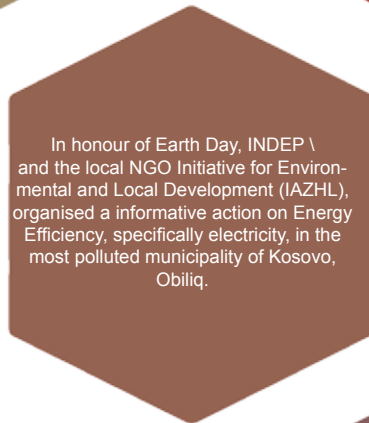 In honour of Earth Day, INDEP \
and the local NGO Initiative for Environ-
mental and Local Development (IAZHL),
organised a informative action on Energy
Efficiency, specifically electricity, in the
most polluted municipality of Kosovo,
Obiliq.